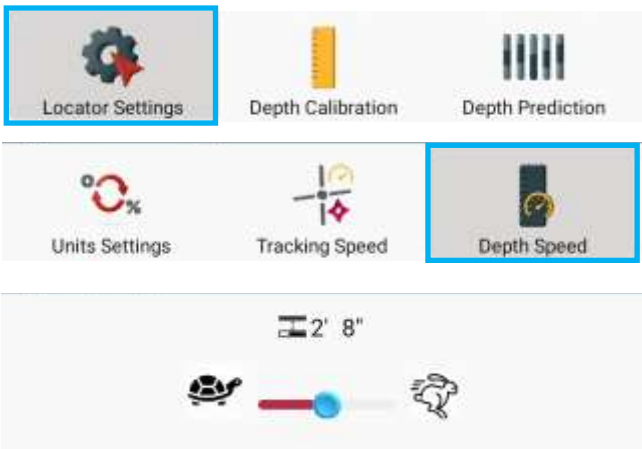 Locator Settings Depth Calibration Depth Prediction
% Units Settings Tracking Speed Depth Speed
2' 8"